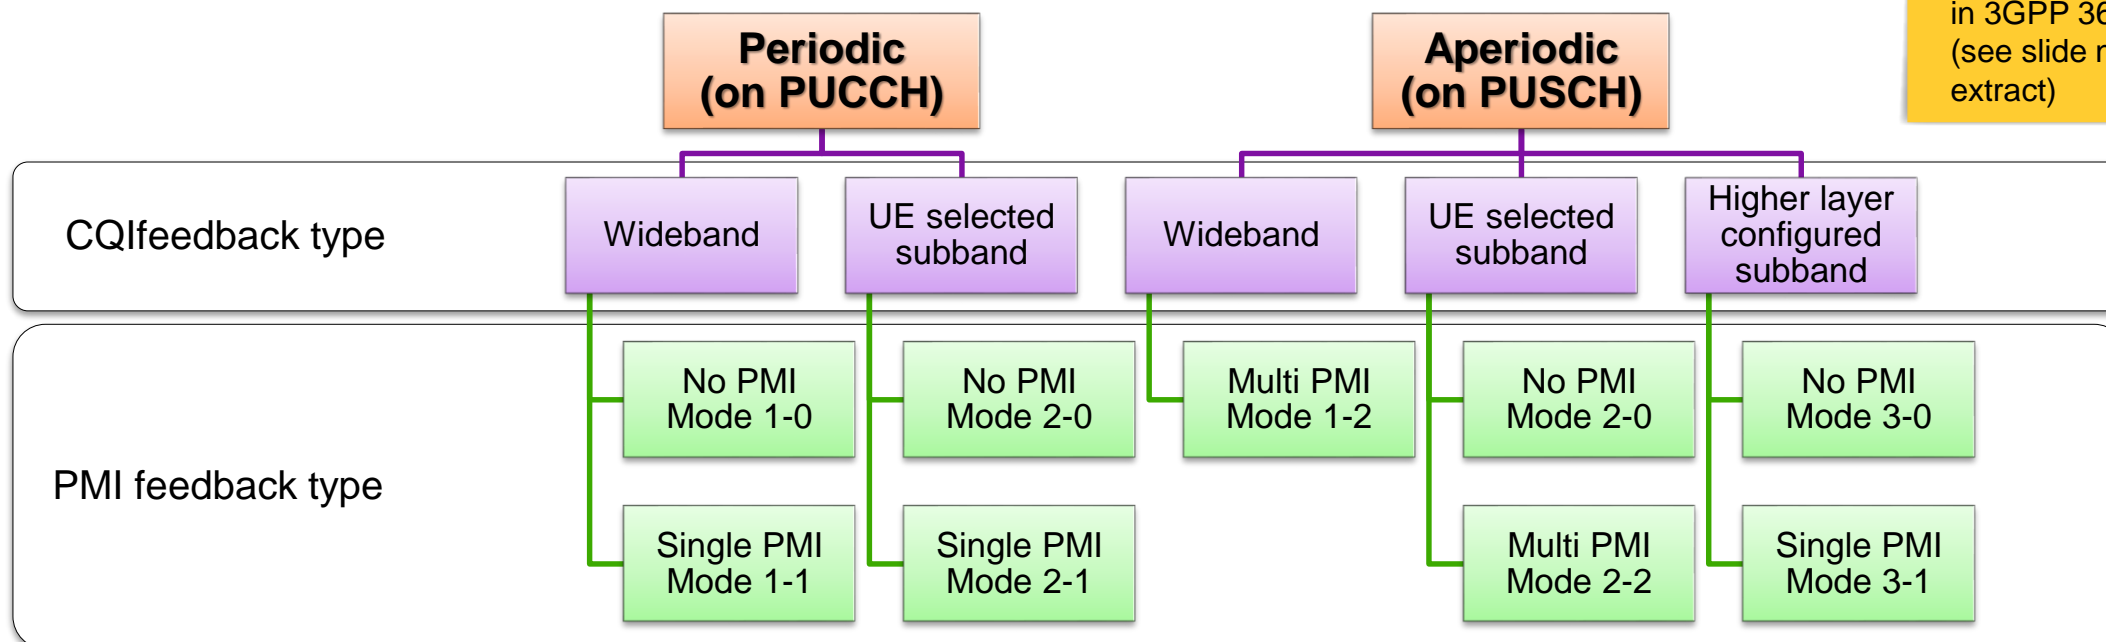 in 3GPP 36
(see slide n
extract)
Periodic
(on PUCCH)
Aperiodic
(on PUSCH)
CQIfeedback type
Wideband
UE selected
subband
Wideband
UE selected
subband
Higher layer
configured
subband
PMI feedback type
No PMI
Mode 1-0
No PMI
Mode 2-0
Multi PMI
Mode 1-2
No PMI
Mode 2-0
No PMI
Mode 3-0
Single PMI
Mode 1-1
Single PMI
Mode 2-1
Multi PMI
Mode 2-2
Single PMI
Mode 3-1